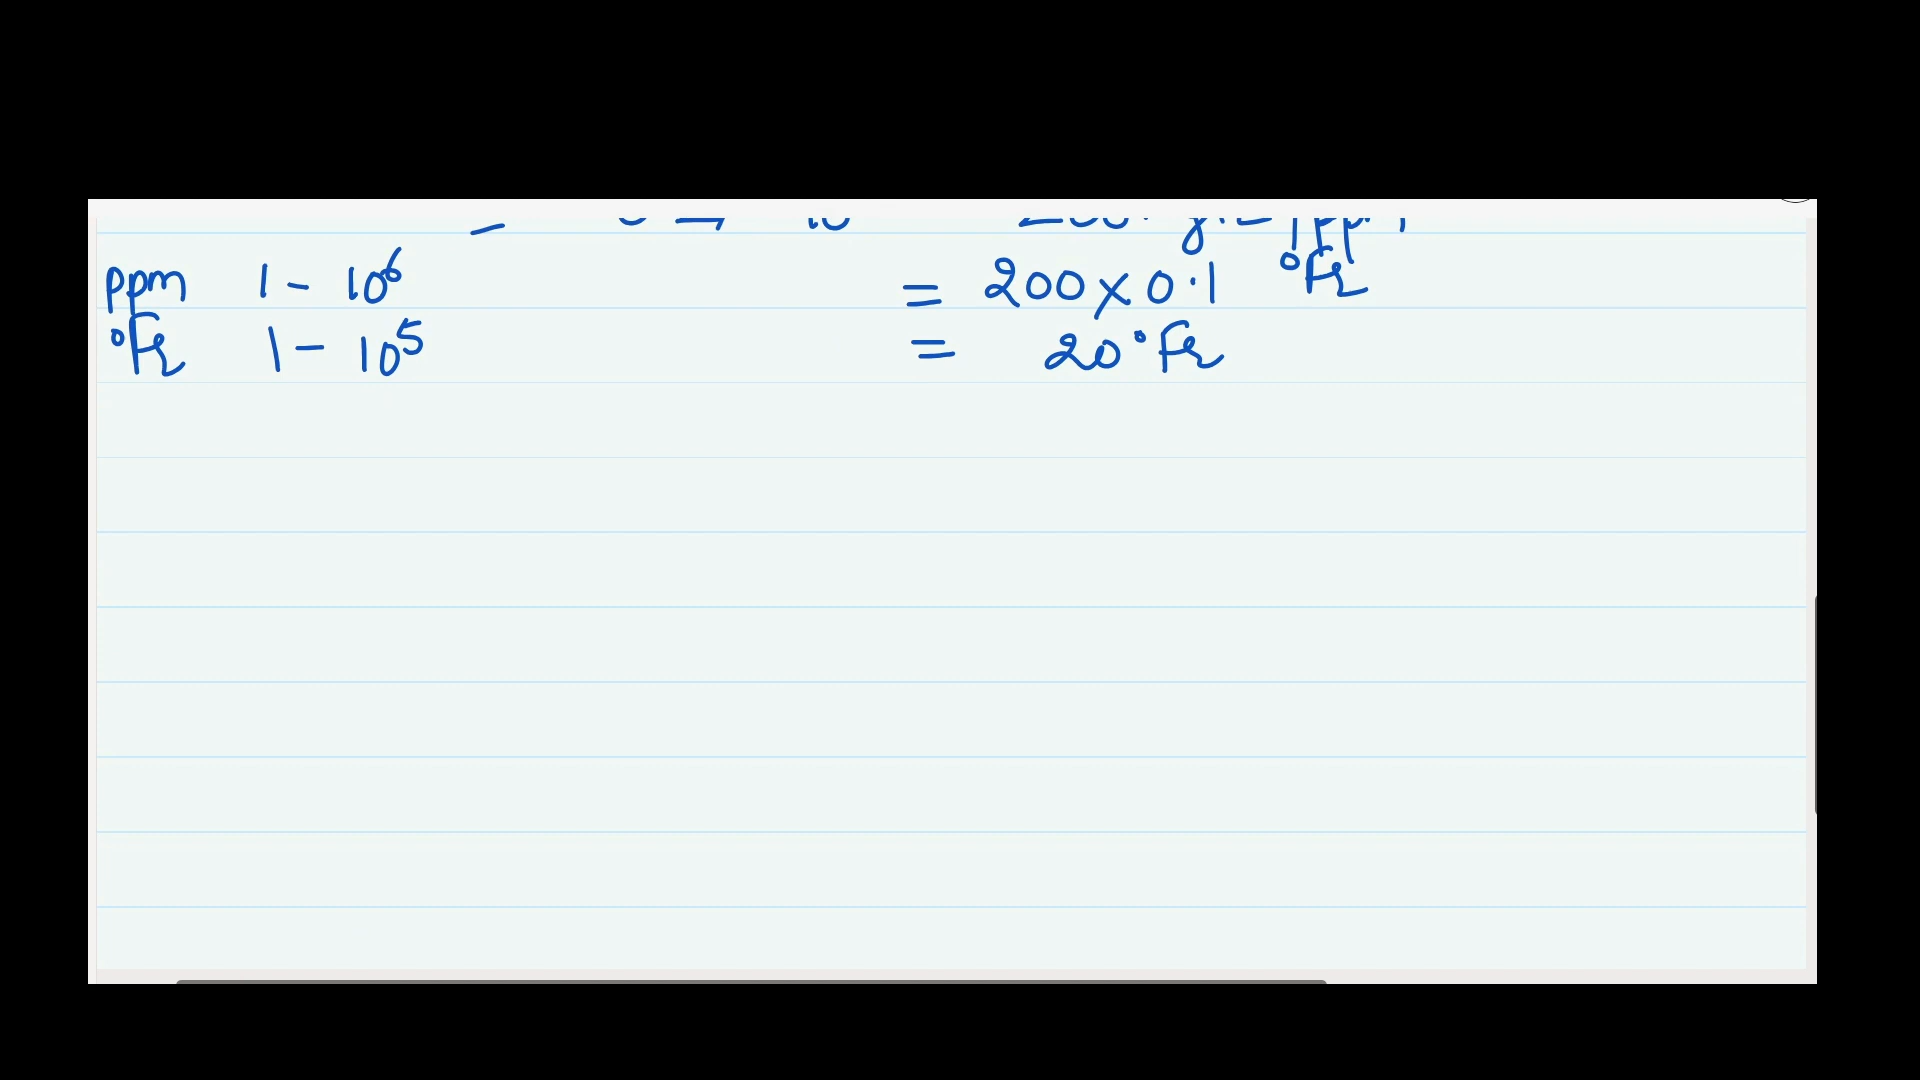 ppm 1 - 10⁶ = 200 × 0.1 °Fr
°Fr 1 - 10⁵ = 20 °Fr